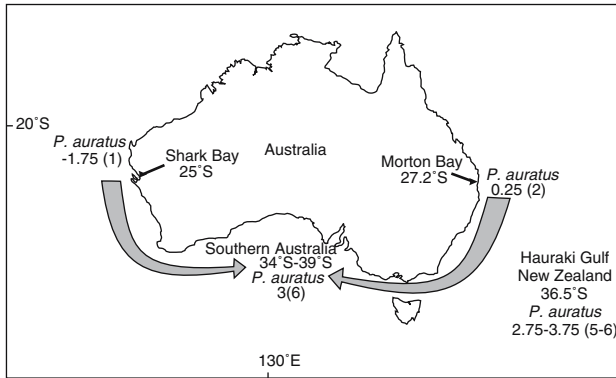 20°S
P. auratus
-1.75 (1)
Shark Bay
25˚S
Australia
Morton Bay
27.2˚S
P. auratus
0.25 (2)
Southern Australia
34˚S-39˚S
P. auratus
3(6)
Hauraki Gulf
New Zealand
36.5˚S
P. auratus
2.75-3.75 (5-6)
130°E